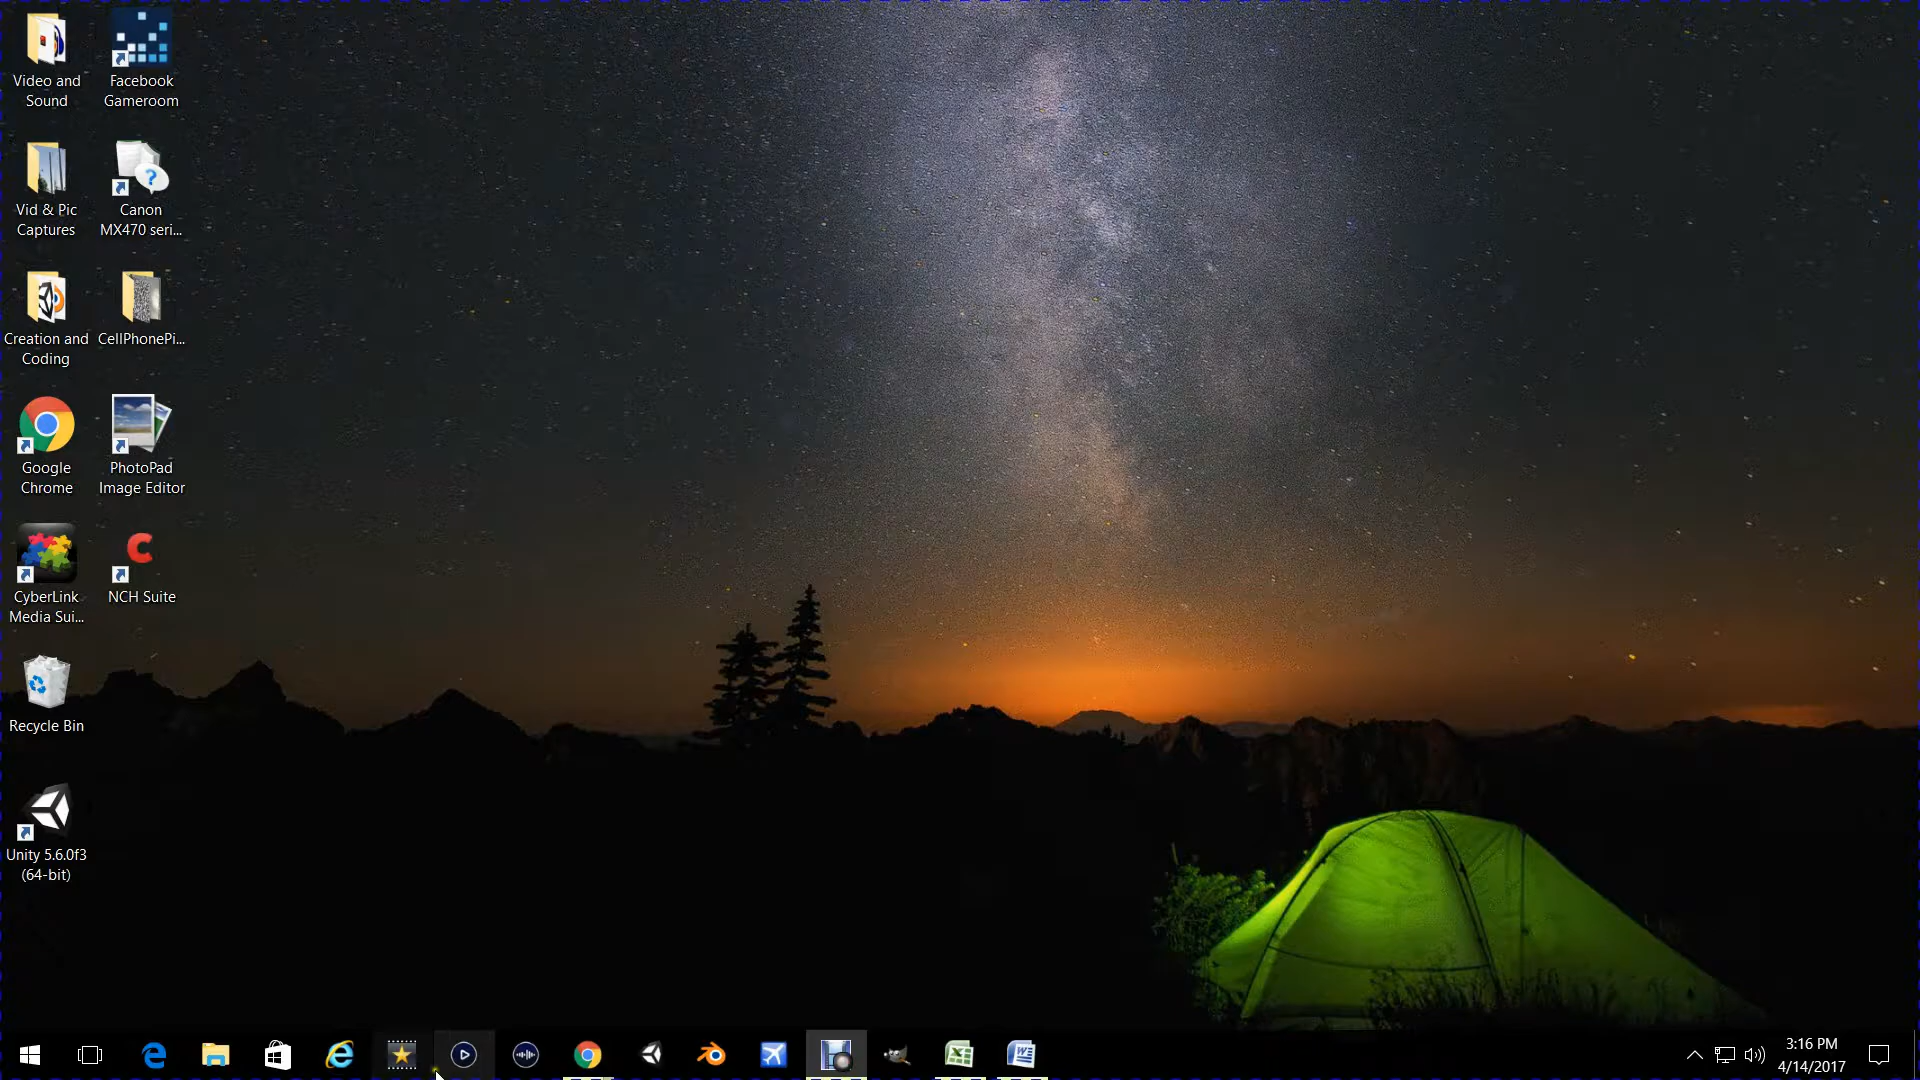 Video and
Sound
Facebook
Gameroom
Vid & Pic
Captures
Canon
MX470 seri...
Creation and
Coding
CellPhonePi...
Google
Chrome
PhotoPad
Image Editor
CyberLink
Media Sui...
NCH Suite
Recycle Bin
Unity 5.6.0f3
(64-bit)
3:16 PM
4/14/2017